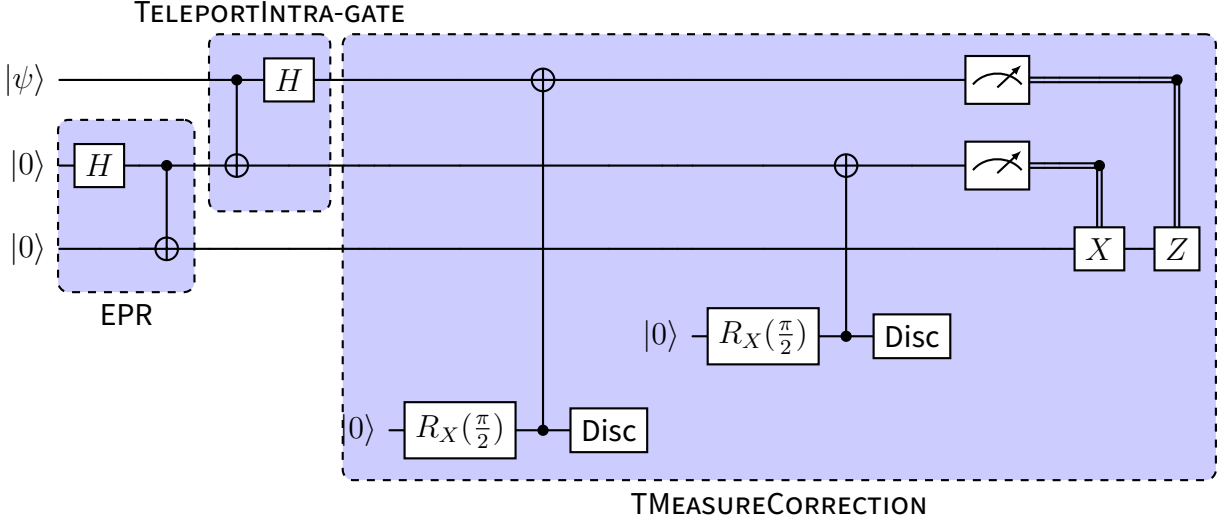 TELEPORTINTRA-GATE
|ψ⟩ H
|0⟩ H
|0⟩ X Z
EPR
|0⟩ R_X(π/2) Disc
0⟩ R_X(π/2) Disc
TMEASURECORRECTION